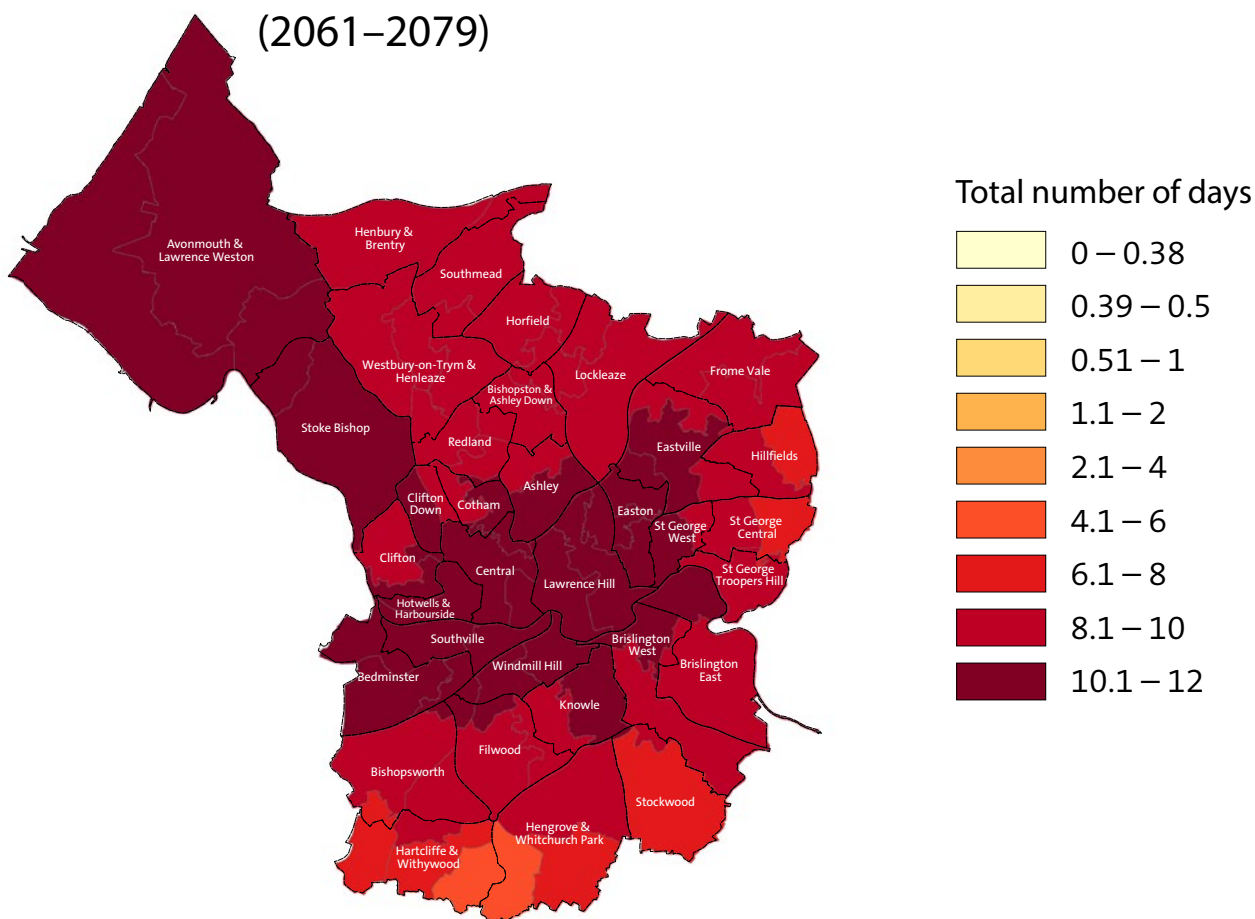 (2061–2079)
Avonmouth &
Lawrence Weston
Henbury &
Brentry
Southmead
Horfield
Westbury-on-Trym &
Henleaze
Bishopston &
Ashley Down
Lockleaze
Frome Vale
Stoke Bishop
Redland
Eastville
Hillfields
Clifton
Down
Cotham
Ashley
Easton
St George
West
St George
Central
Clifton
Central
Lawrence Hill
St George
Troopers Hill
Hotwells &
Harbourside
Southville
Brislington
West
Bedminster
Windmill Hill
Brislington
East
Knowle
Filwood
Bishopsworth
Stockwood
Hengrove &
Whitchurch Park
Hartcliffe &
Withywood
Total number of days
0 – 0.38
0.39 – 0.5
0.51 – 1
1.1 – 2
2.1 – 4
4.1 – 6
6.1 – 8
8.1 – 10
10.1 – 12